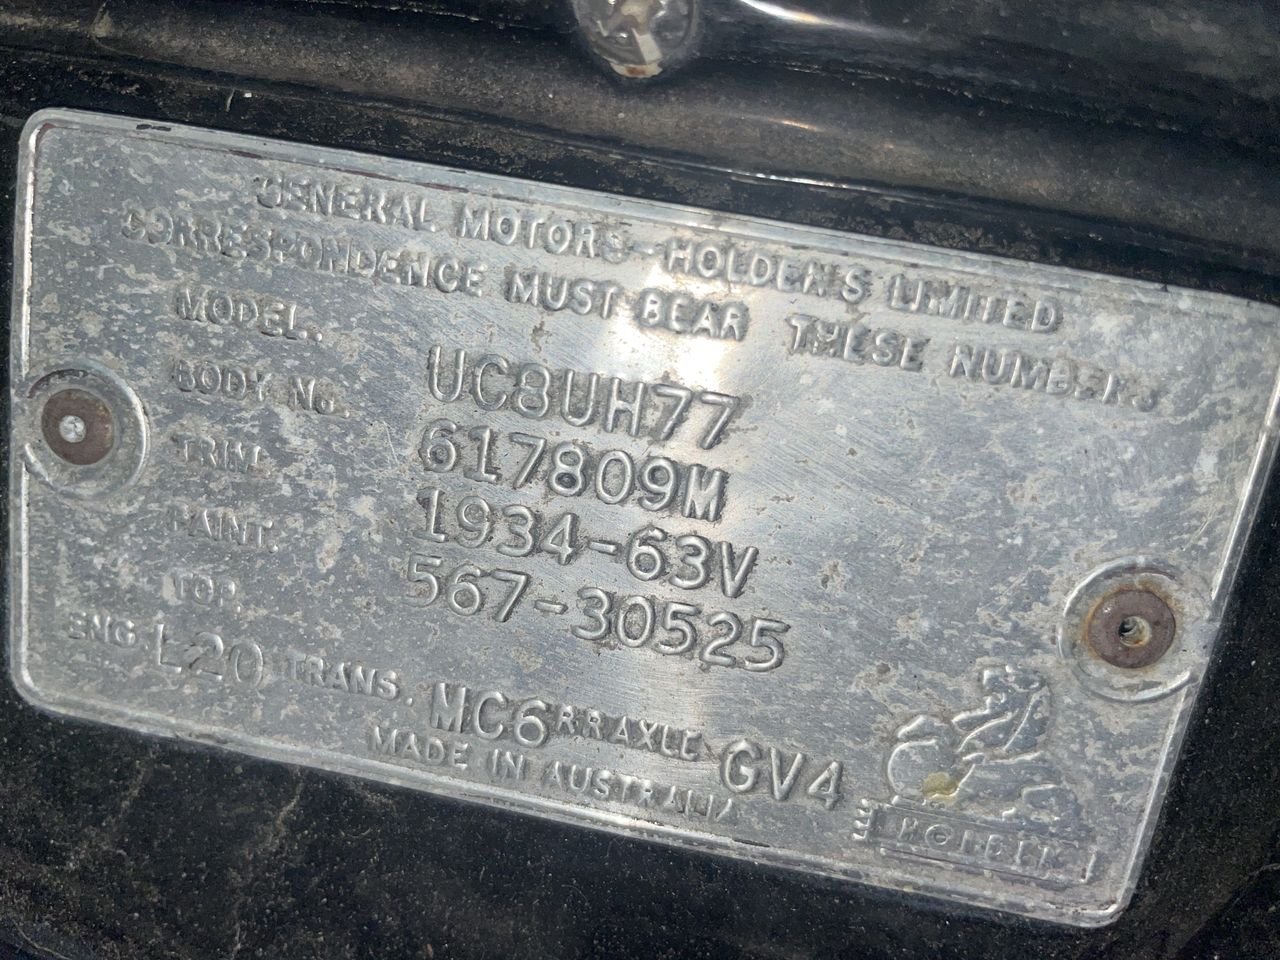 GENERAL MOTORS-HOLDEN'S LIMITED
CORRESPONDENCE MUST BEAR THESE NUMBERS
MODEL. UC8UH77
BODY No. 617809M
TRIM. 1934-63V
PAINT. 567-30525
TOP.
ENG L20 TRANS. MC6 RR AXLE GV4
MADE IN AUSTRALIA
HOLDEN